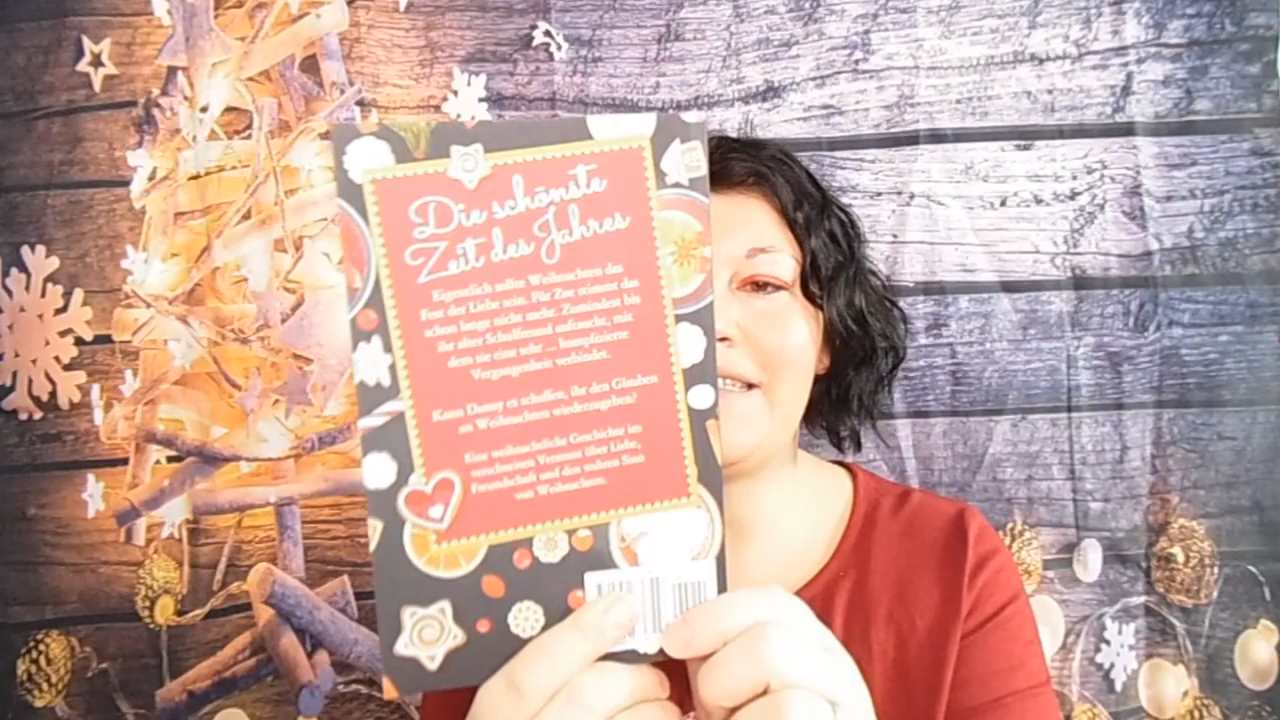 Die schönste
Zeit des Jahres
Eigentlich sollte Weihnachten das
Fest der Liebe sein. Für Zoe stimmt das
schon lange nicht mehr. Zumindest bis
ihr alter Schulfreund auftaucht, mit
dem sie eine sehr ... komplizierte
Vergangenheit verbindet.
Kann Danny es schaffen, ihr den Glauben
an Weihnachten wiederzugeben?
Eine weihnachtliche Geschichte im
verschneiten Vermont über Liebe,
Freundschaft und den wahren Sinn
von Weihnachten.